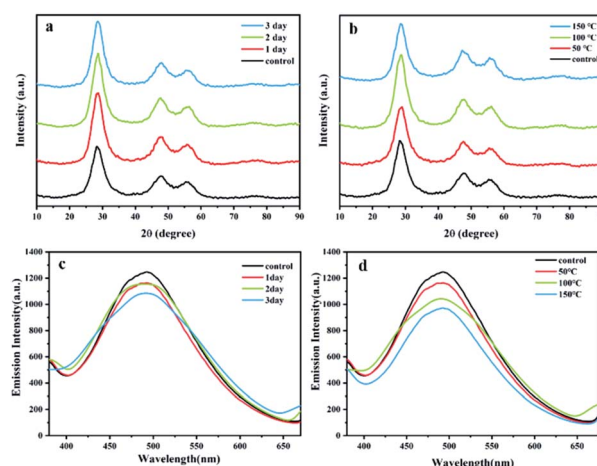 a
3 day
2 day
1 day
control
Intensity (a.u.)
10 20 30 40 50 60 70 80 90
2θ (degree)
b
150 °C
100 °C
50 °C
control
Intensity (a.u.)
10 20 30 40 50 60 70 80
2θ (degree)
c
control
1day
2day
3day
Emission Intensity(a.u.)
1400
1200
1000
800
600
400
200
0
400 450 500 550 600 650
Wavelength(nm)
d
control
50°C
100°C
150°C
Emission Intensity(a.u.)
1400
1200
1000
800
600
400
200
0
400 450 500 550 600 650
Wavelength(nm)